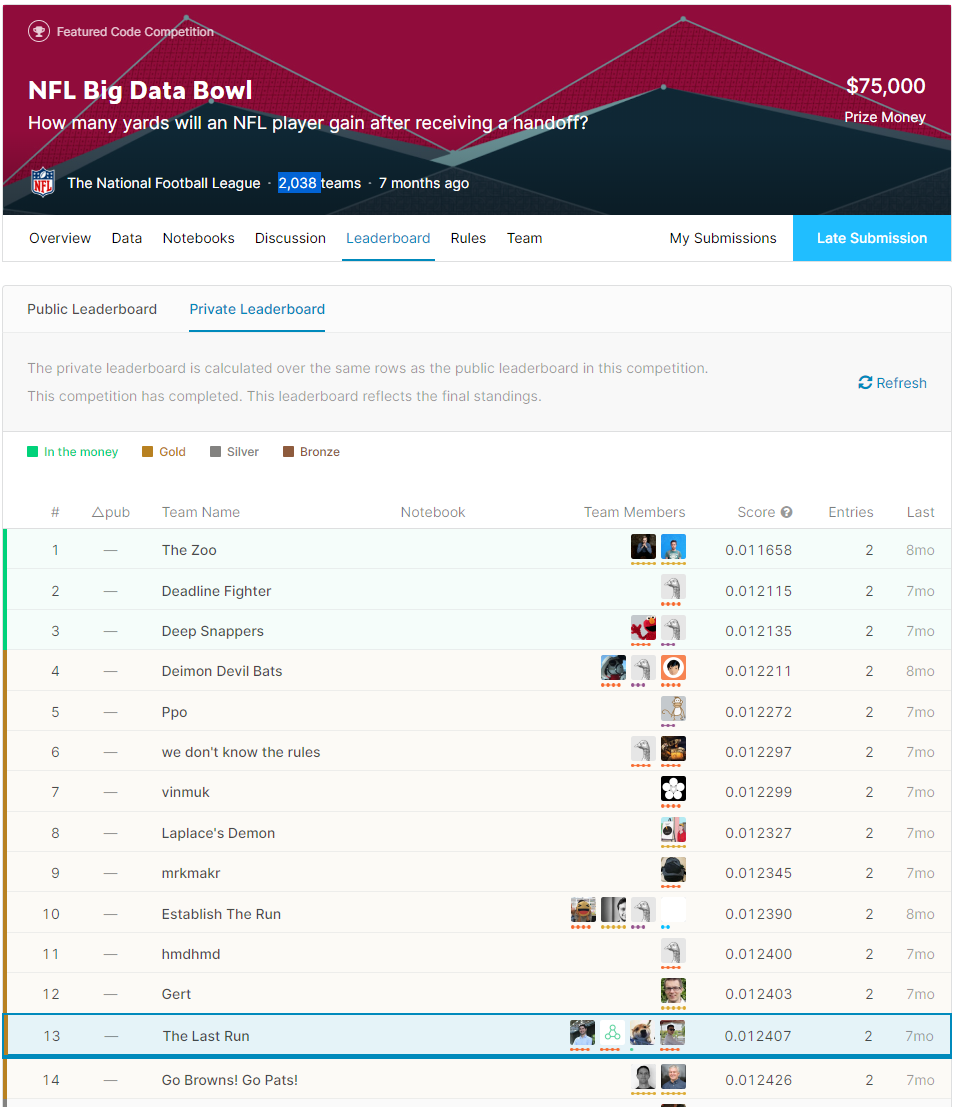 Featured Code Competition
NFL Big Data Bowl
$75,000
How many yards will an NFL player gain after receiving a handoff?
Prize Money
NFL
The National Football League · 2,038 teams · 7 months ago
Overview Data Notebooks Discussion Leaderboard Rules Team My Submissions Late Submission
Public Leaderboard Private Leaderboard
The private leaderboard is calculated over the same rows as the public leaderboard in this competition.
This competition has completed. This leaderboard reflects the final standings.
Refresh
In the money Gold Silver Bronze
# △pub Team Name Notebook Team Members Score ? Entries Last
1 — The Zoo 0.011658 2 8mo
2 — Deadline Fighter 0.012115 2 7mo
3 — Deep Snappers 0.012135 2 7mo
4 — Deimon Devil Bats 0.012211 2 8mo
5 — Ppo 0.012272 2 7mo
6 — we don't know the rules 0.012297 2 7mo
7 — vinmuk 0.012299 2 7mo
8 — Laplace's Demon 0.012327 2 7mo
9 — mrkmakr 0.012345 2 7mo
10 — Establish The Run 0.012390 2 8mo
11 — hmdhmd 0.012400 2 7mo
12 — Gert 0.012403 2 7mo
13 — The Last Run 0.012407 2 7mo
14 — Go Browns! Go Pats! 0.012426 2 7mo